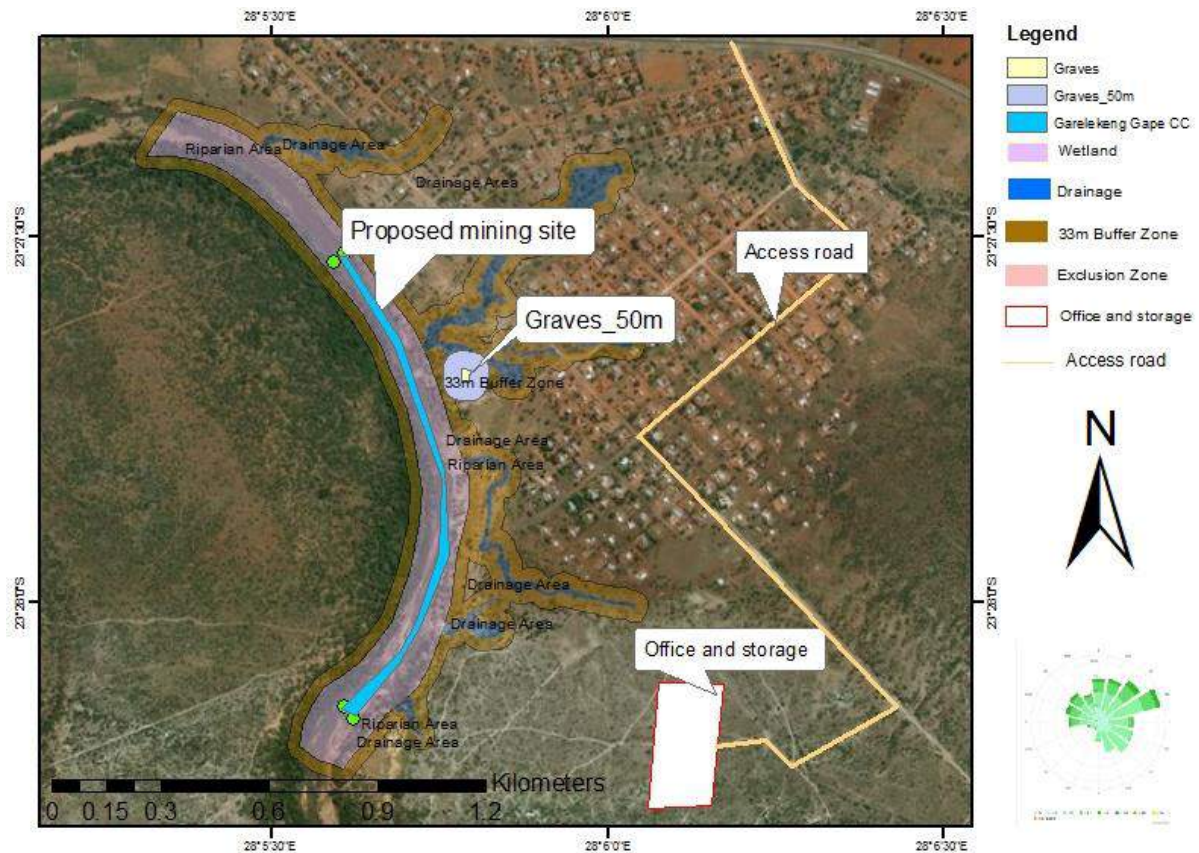 28°5'30"E
28°6'0"E
28°6'30"E
Legend
Graves
Graves_50m
Garelekeng Gape CC
Wetland
Drainage
33m Buffer Zone
Exclusion Zone
Office and storage
Access road
N
23°27'30"S
23°27'30"S
23°28'0"S
23°28'0"S
Riparian Area
Drainage Area
Drainage Area
Proposed mining site
Access road
Graves_50m
33m Buffer Zone
Drainage Area
Riparian Area
Drainage Area
Drainage Area
Office and storage
Riparian Area
Drainage Area
Kilometers
0 0.15 0.3 0.6 0.9 1.2
28°5'30"E
28°6'0"E
28°6'30"E